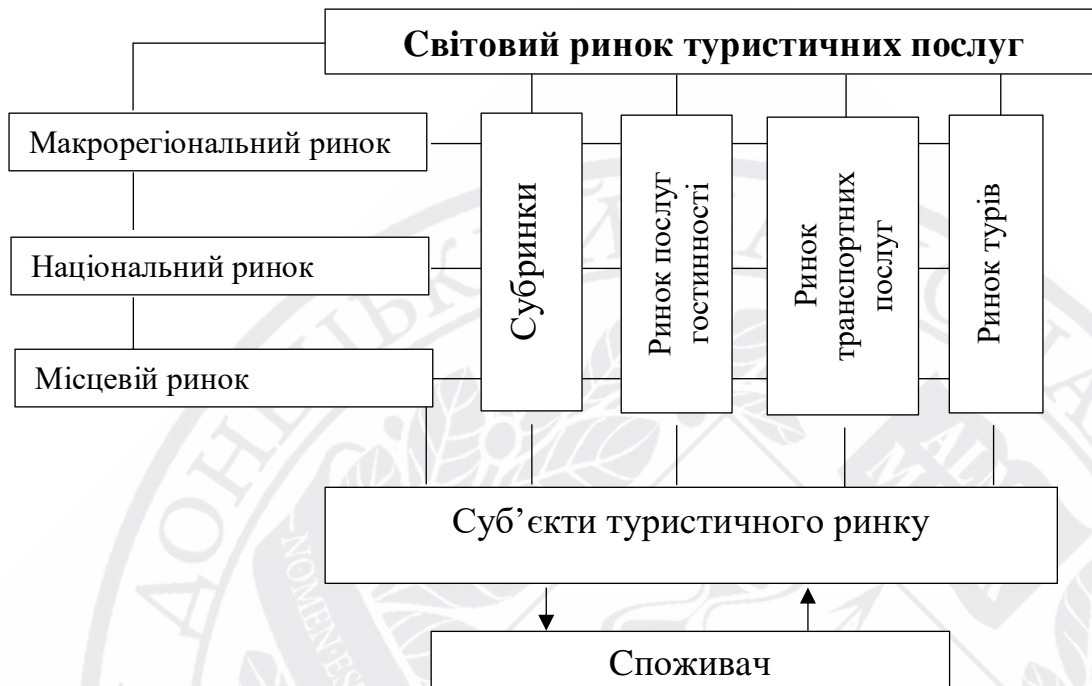 Світовий ринок туристичних послуг
Макрорегіональний ринок
Національний ринок
Місцевій ринок
Субринки
Ринок послуг
гостинності
Ринок
транспортних
послуг
Ринок турів
Суб’єкти туристичного ринку
Споживач